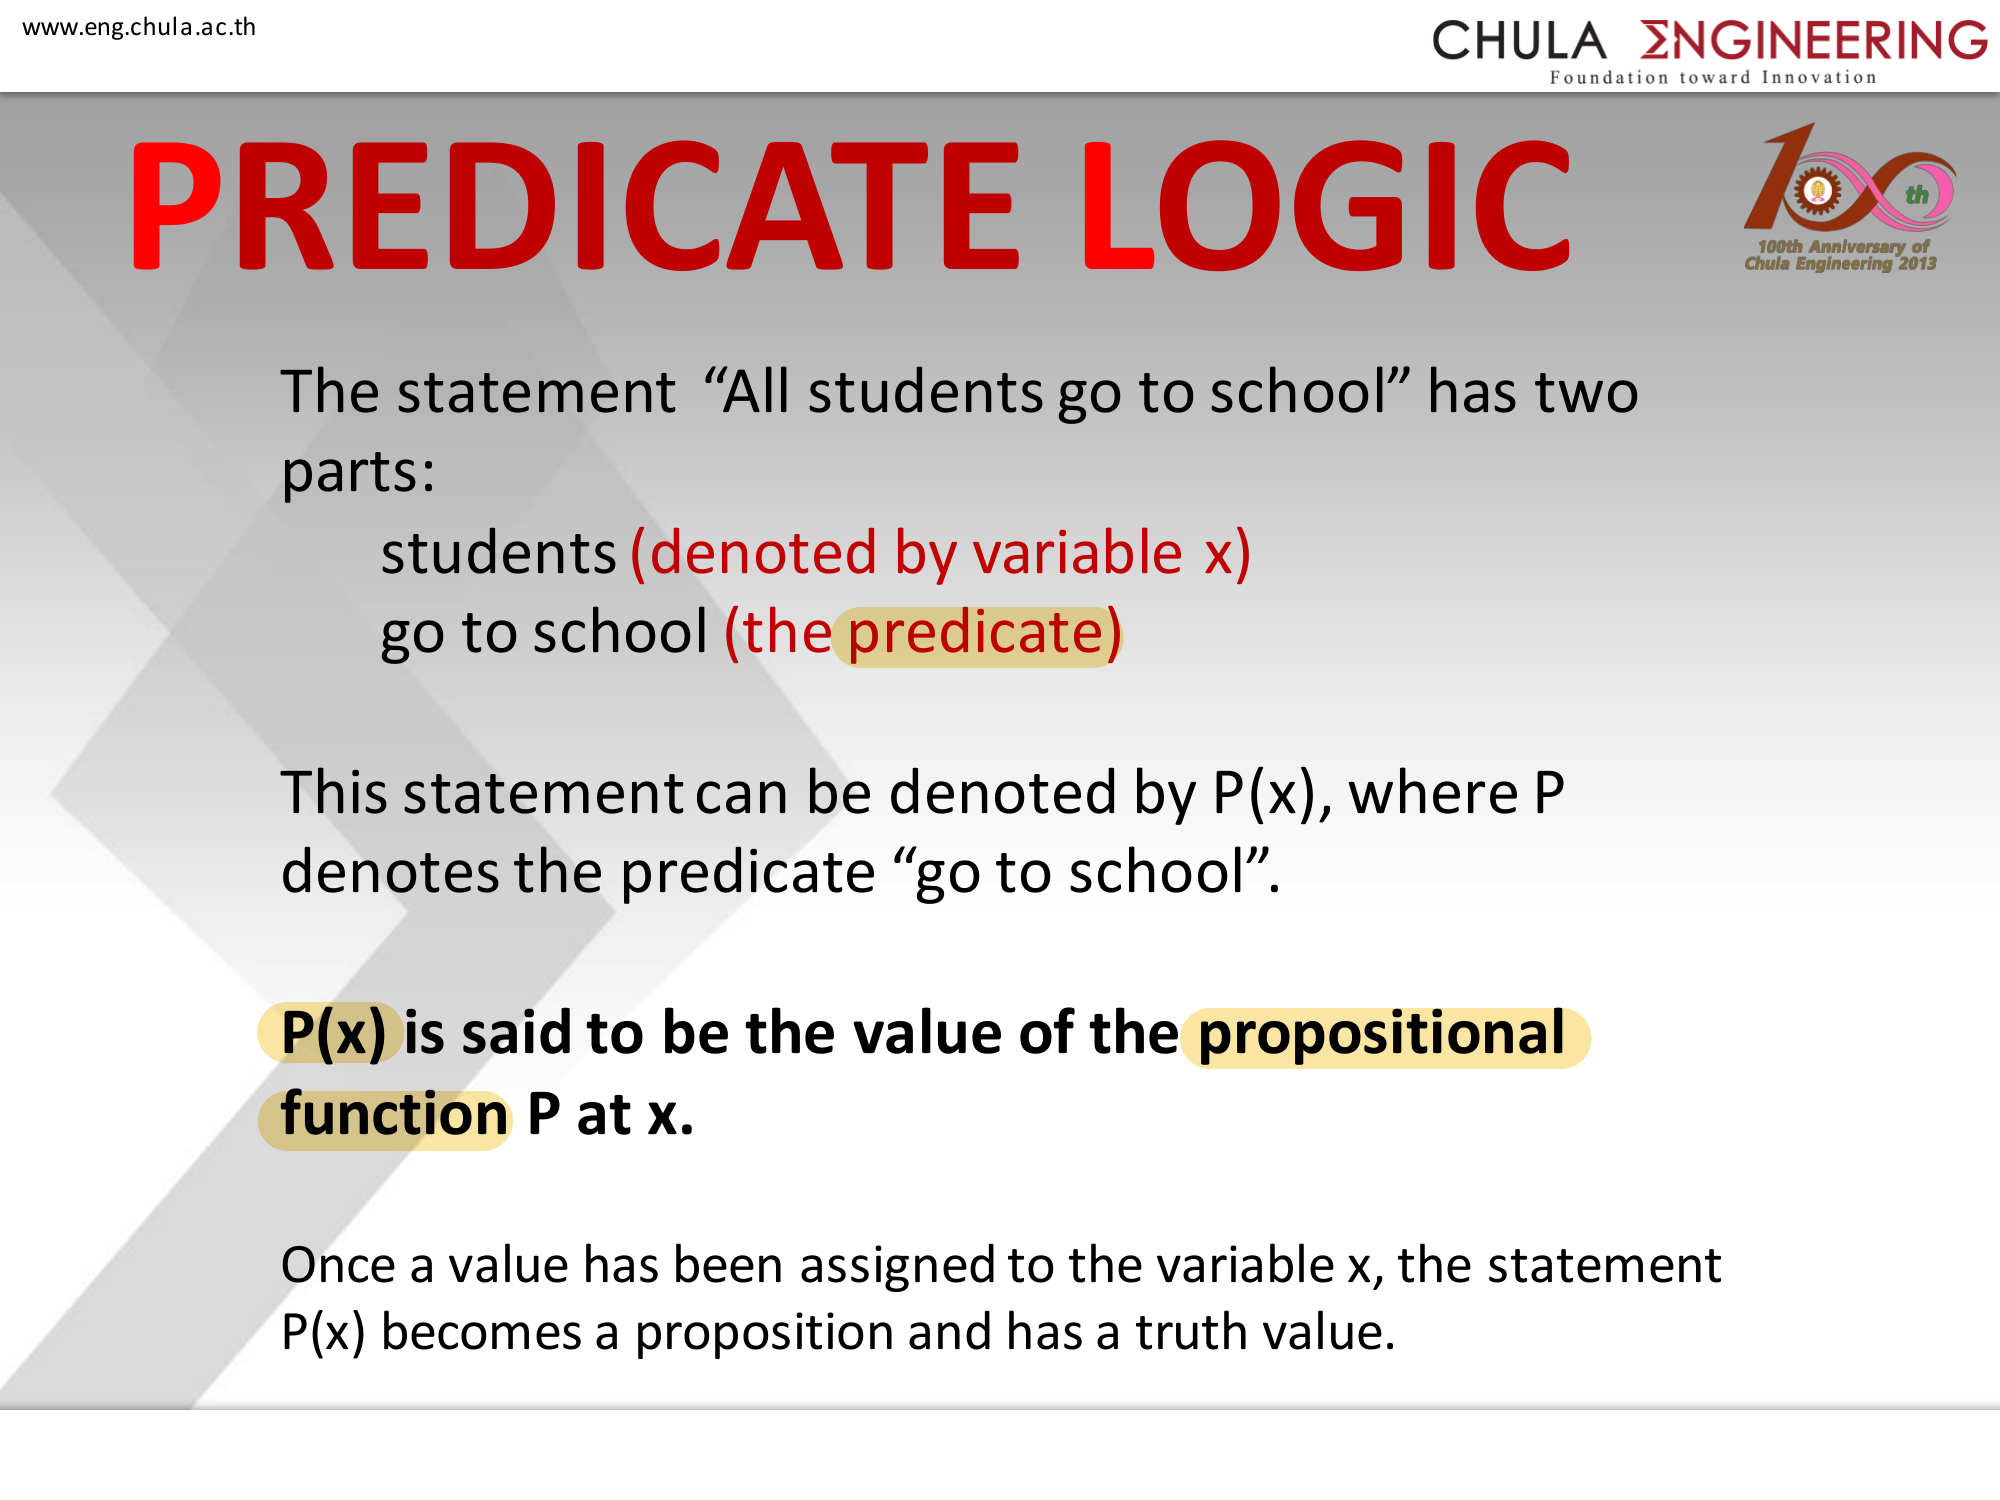 www.eng.chula.ac.th
CHULA ΣNGINEERING
Foundation toward Innovation
PREDICATE LOGIC
100th
100th Anniversary of
Chula Engineering 2013
The statement “All students go to school” has two
parts:
students (denoted by variable x)
go to school (the predicate)
This statement can be denoted by P(x), where P
denotes the predicate “go to school”.
P(x) is said to be the value of the propositional
function P at x.
Once a value has been assigned to the variable x, the statement
P(x) becomes a proposition and has a truth value.